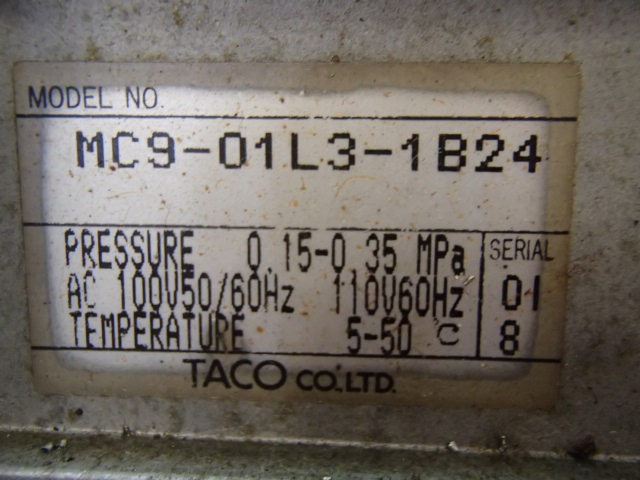 MODEL NO.
MC9-01L3-1B24
PRESSURE 0.15-0.35 MPa
SERIAL
AC 100V50/60Hz 110V60Hz
01
TEMPERATURE 5-50 ℃
8
TACO CO.,LTD.